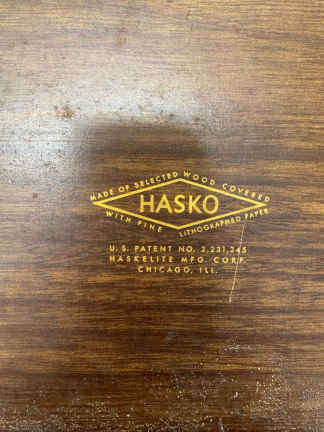 MADE OF SELECTED WOOD COVERED
HASKO
WITH FINE LITHOGRAPHED PAPER
U.S. PATENT NO. 2,231,245
HASKELITE MFG. CORP.
CHICAGO, ILL.